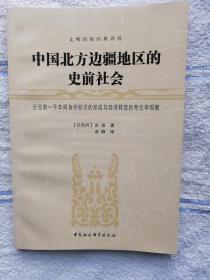 文明起源经典译丛
中国北方边疆地区的
史前社会
公元前一千年间身份标识的形成与经济转变的考古学观察
[以色列] 吉迪 著
余静 译
中国社会科学出版社